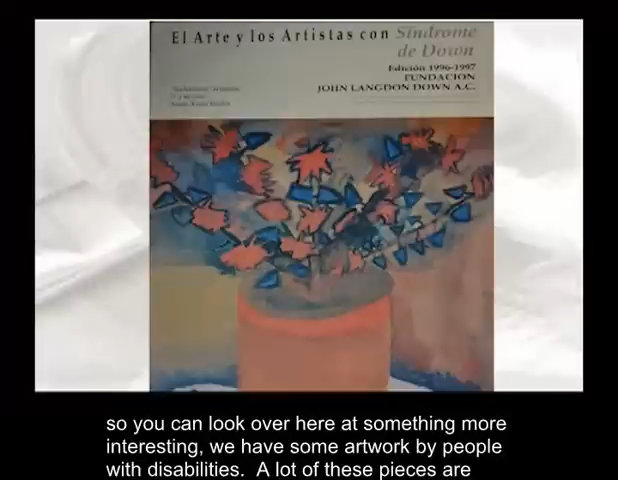 El Arte y los Artistas con Síndrome
de Down
Edición 1996-1997
FUNDACION
JOHN LANGDON DOWN A.C.
so you can look over here at something more
interesting, we have some artwork by people
with disabilities.  A lot of these pieces are